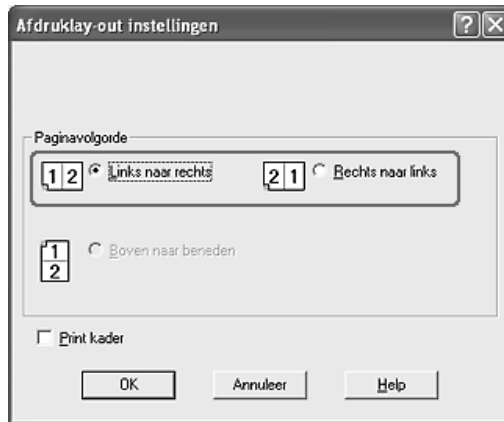 Afdruklay-out instellingen
Paginavolgorde
1 2 Links naar rechts 2 1 Rechts naar links
1
2 Boven naar beneden
Print kader
OK Annuleer Help